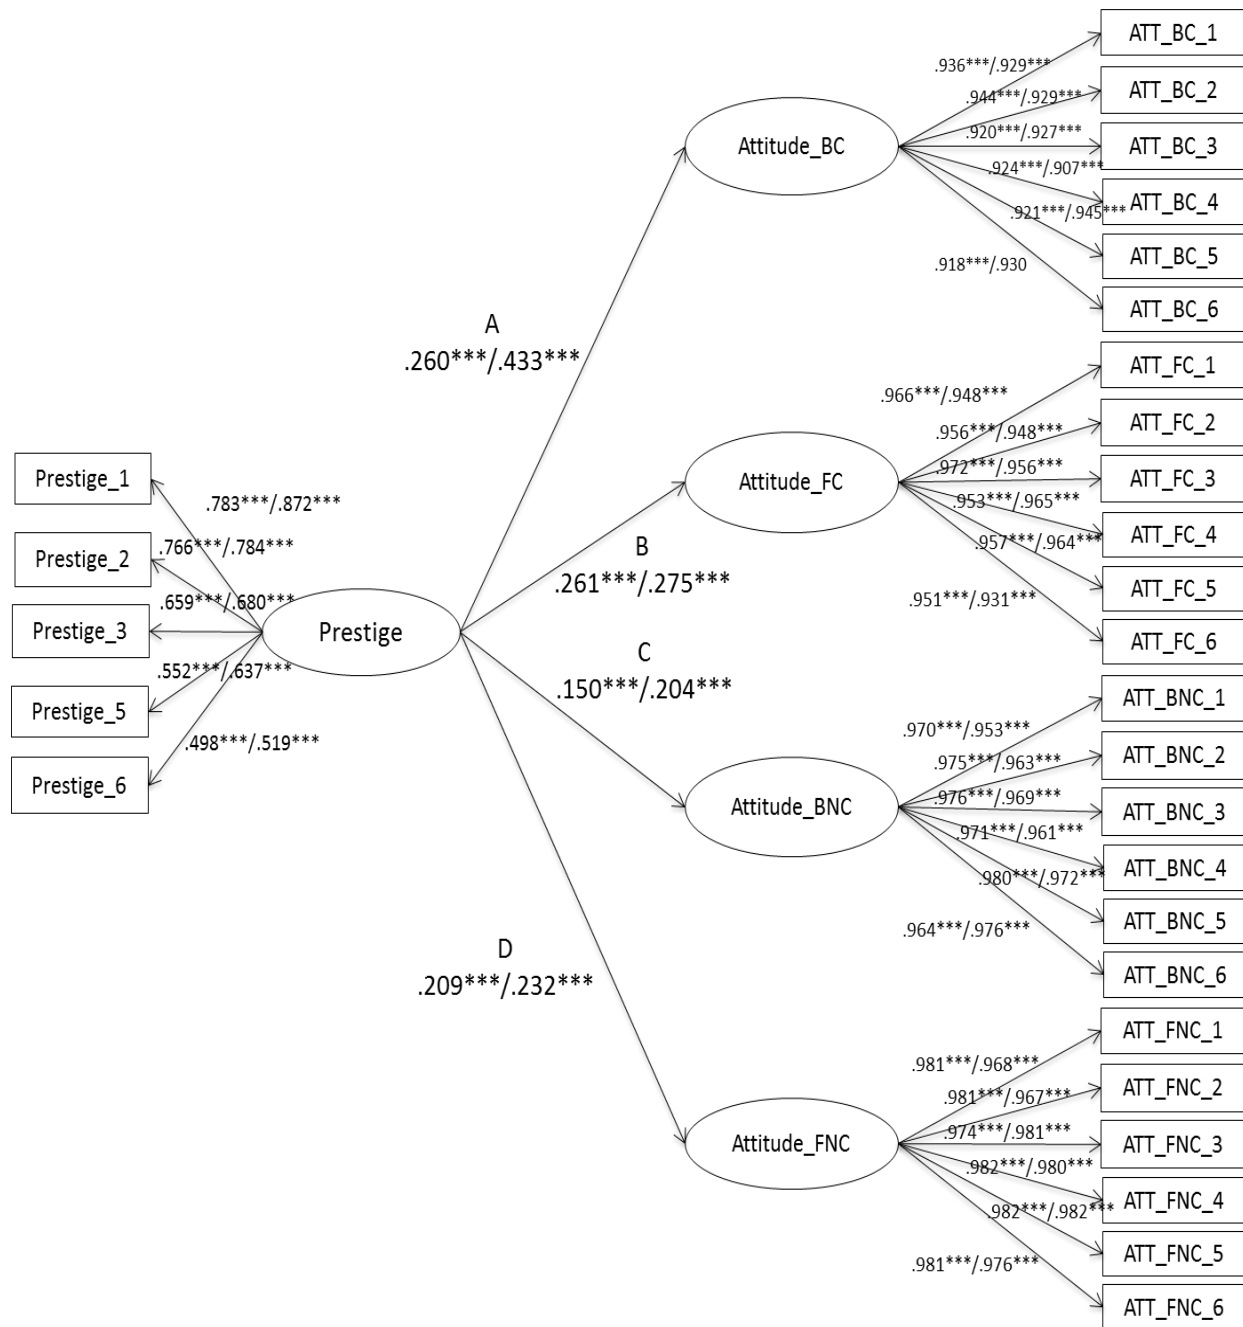 ATT_BC_1
.936***/.929***
ATT_BC_2
.944***/.929***
.920***/.927***
Attitude_BC
ATT_BC_3
.924***/.907***
ATT_BC_4
.921***/.945***
ATT_BC_5
.918***/.930
ATT_BC_6
A
.260***/.433***
ATT_FC_1
.966***/.948***
ATT_FC_2
.956***/.948***
.972***/.956***
Attitude_FC
ATT_FC_3
.953***/.965***
ATT_FC_4
.957***/.964***
ATT_FC_5
.951***/.931***
ATT_FC_6
Prestige_1
.783***/.872***
Prestige_2
.766***/.784***
.659***/.680***
Prestige_3
Prestige
.552***/.637***
Prestige_5
.498***/.519***
Prestige_6
B
.261***/.275***
C
.150***/.204***
ATT_BNC_1
.970***/.953***
ATT_BNC_2
.975***/.963***
.976***/.969***
Attitude_BNC
ATT_BNC_3
.971***/.961***
ATT_BNC_4
.980***/.972***
ATT_BNC_5
.964***/.976***
ATT_BNC_6
D
.209***/.232***
ATT_FNC_1
.981***/.968***
ATT_FNC_2
.981***/.967***
.974***/.981***
Attitude_FNC
ATT_FNC_3
.982***/.980***
ATT_FNC_4
.982***/.982***
ATT_FNC_5
.981***/.976***
ATT_FNC_6